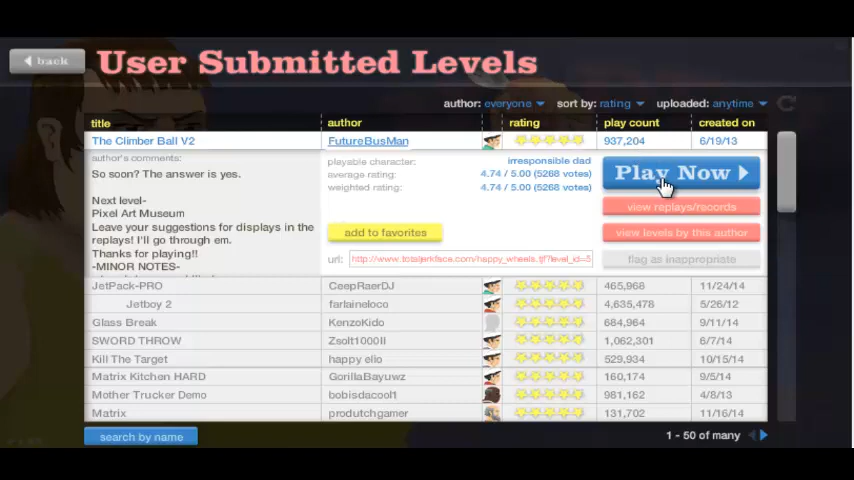 back
User Submitted Levels
author: everyone sort by: rating uploaded: anytime
title author rating play count created on
The Climber Ball V2 FutureBusMan 937,204 6/19/13
author's comments:
So soon? The answer is yes.
Next level-
Pixel Art Museum
Leave your suggestions for displays in the
replays! I'll go through em.
Thanks for playing!!
-MINOR NOTES-
playable character: irresponsible dad
average rating: 4.74 / 5.00 (5268 votes)
weighted rating: 4.74 / 5.00 (5268 votes)
add to favorites
url: http://www.totaljerkface.com/happy_wheels.tjf?level_id=5
Play Now
view replays/records
view levels by this author
flag as inappropriate
JetPack-PRO CeepRaerDJ 465,968 11/24/14
Jetboy 2 farlaineloco 4,635,478 5/26/12
Glass Break KenzoKido 684,964 9/11/14
SWORD THROW Zsolt1000II 1,062,301 6/7/14
Kill The Target happy elio 529,934 10/15/14
Matrix Kitchen HARD GorillaBayuwz 160,174 9/5/14
Mother Trucker Demo bobisdacool1 981,162 4/8/13
Matrix produtchgamer 131,702 11/16/14
search by name
1 - 50 of many